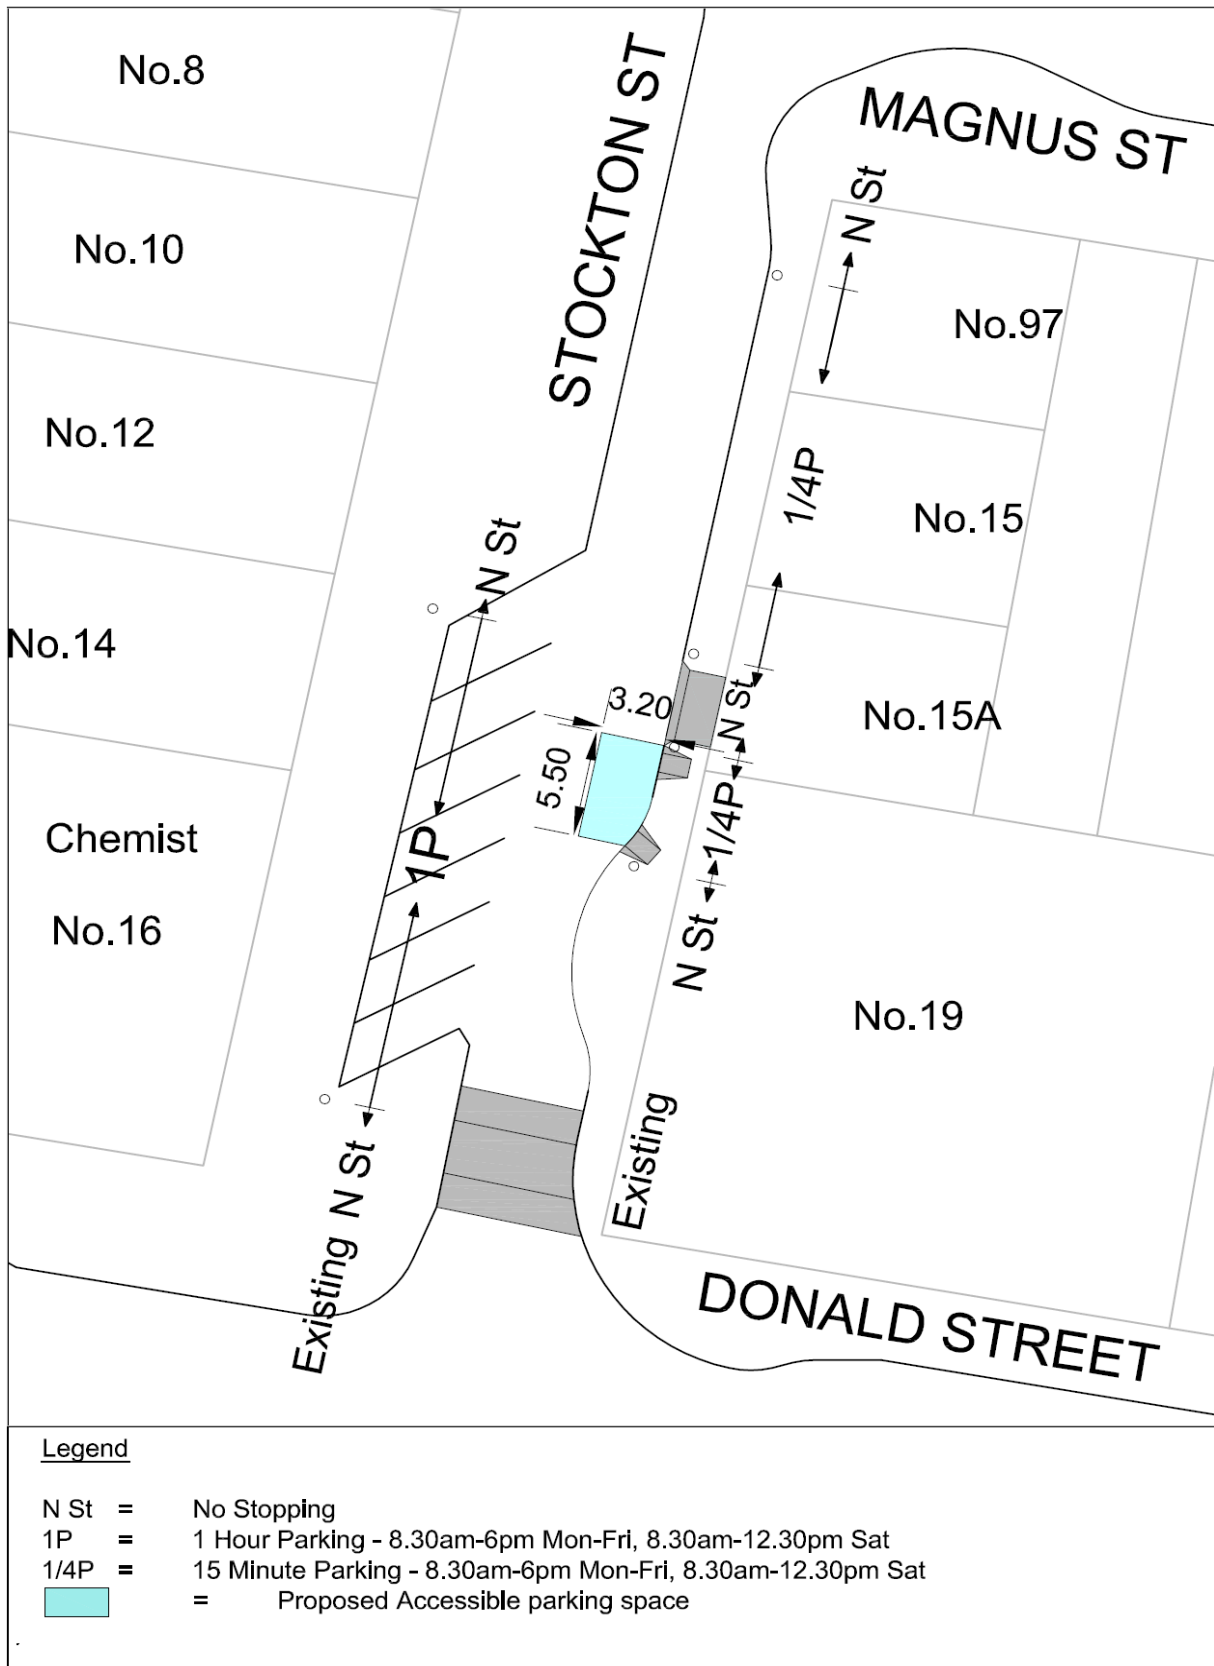 No.8
STOCKTON ST
MAGNUS ST
N St
No.10
No.97
No.12
1/4P
No.15
N St
No.14
3.20
N St
No.15A
5.50
1/4P
Chemist
1P
No.16
N St
No.19
Existing
Existing N St
DONALD STREET
Legend
N St = No Stopping
1P = 1 Hour Parking - 8.30am-6pm Mon-Fri, 8.30am-12.30pm Sat
1/4P = 15 Minute Parking - 8.30am-6pm Mon-Fri, 8.30am-12.30pm Sat
= Proposed Accessible parking space